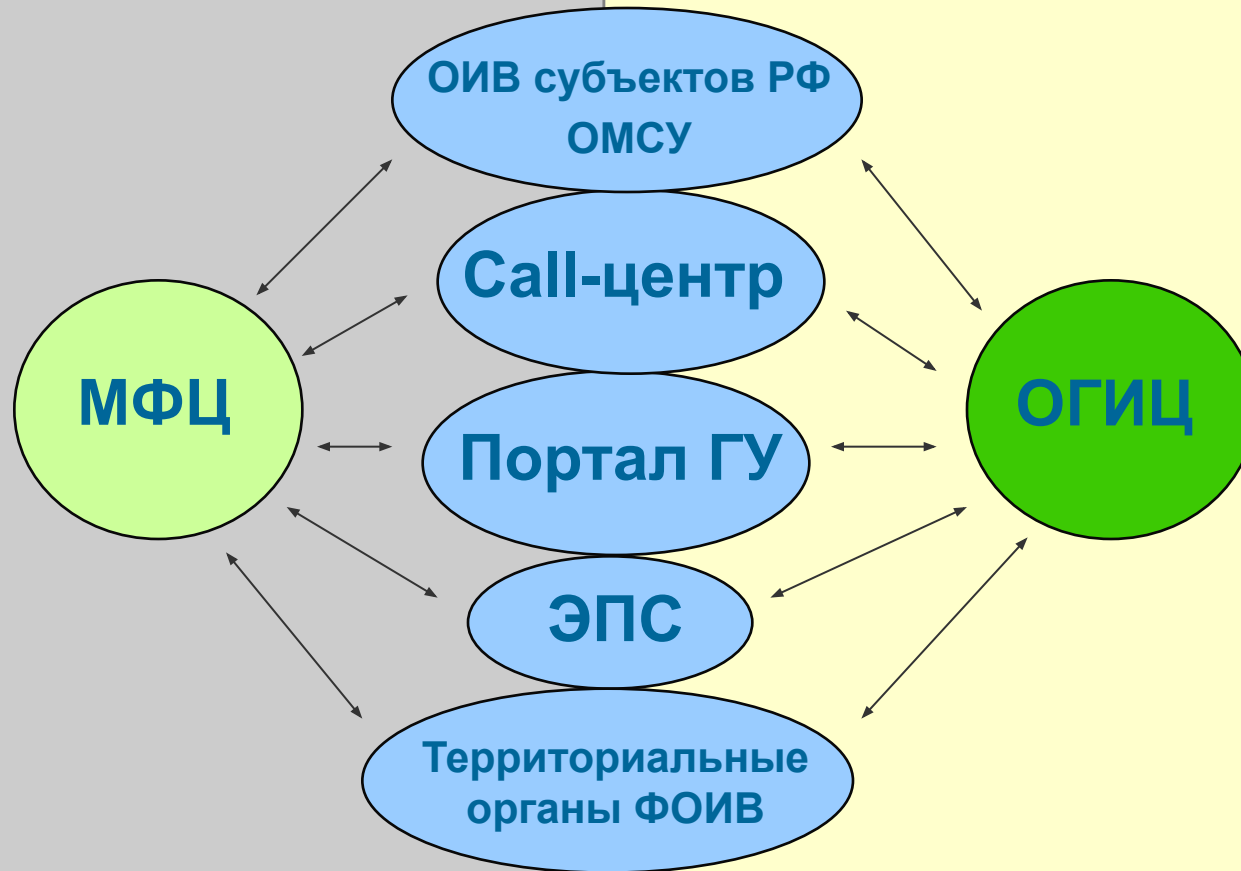 ОИВ субъектов РФ
ОМСУ
Call-центр
МФЦ
ОГИЦ
Портал ГУ
ЭПС
Территориальные
органы ФОИВ